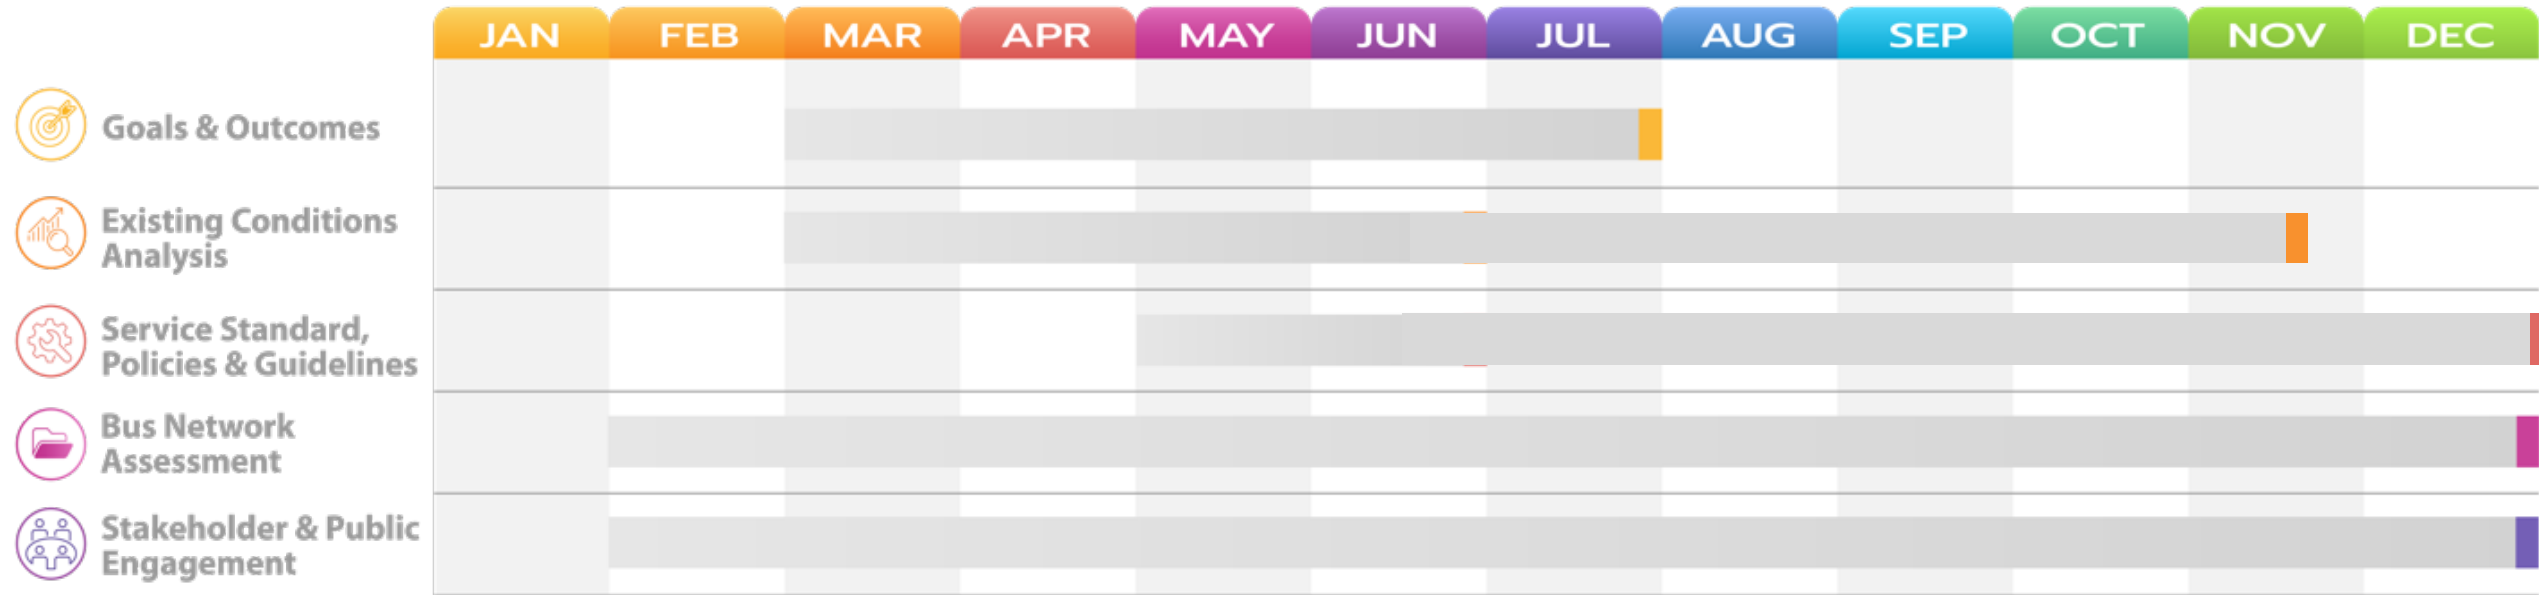 JAN FEB MAR APR MAY JUN JUL AUG SEP OCT NOV DEC
Goals & Outcomes
Existing Conditions
Analysis
Service Standard,
Policies & Guidelines
Bus Network
Assessment
Stakeholder & Public
Engagement